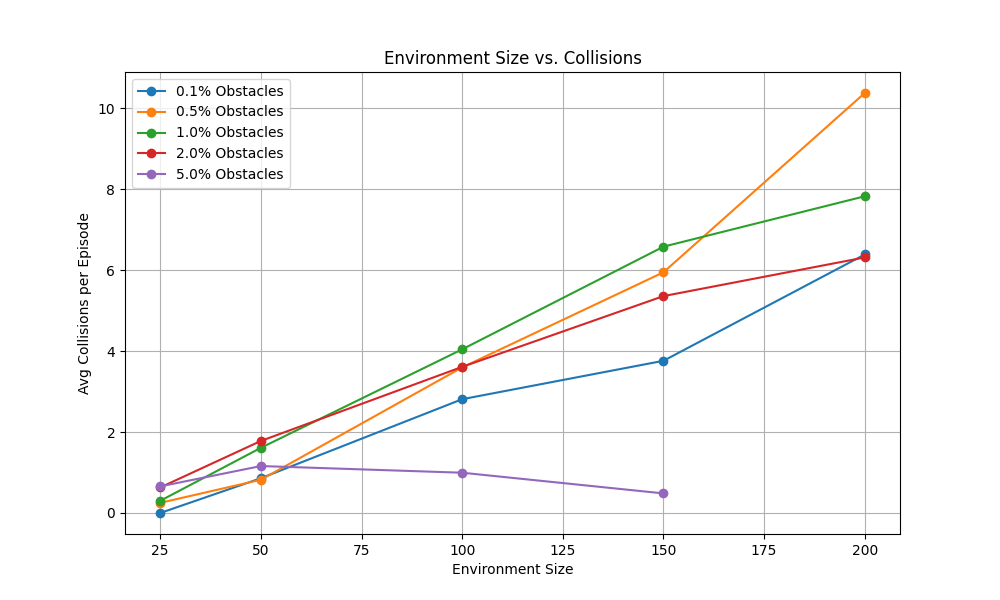 Environment Size vs. Collisions
0.1% Obstacles
0.5% Obstacles
1.0% Obstacles
2.0% Obstacles
5.0% Obstacles
Avg Collisions per Episode
10
8
6
4
2
0
25 50 75 100 125 150 175 200
Environment Size